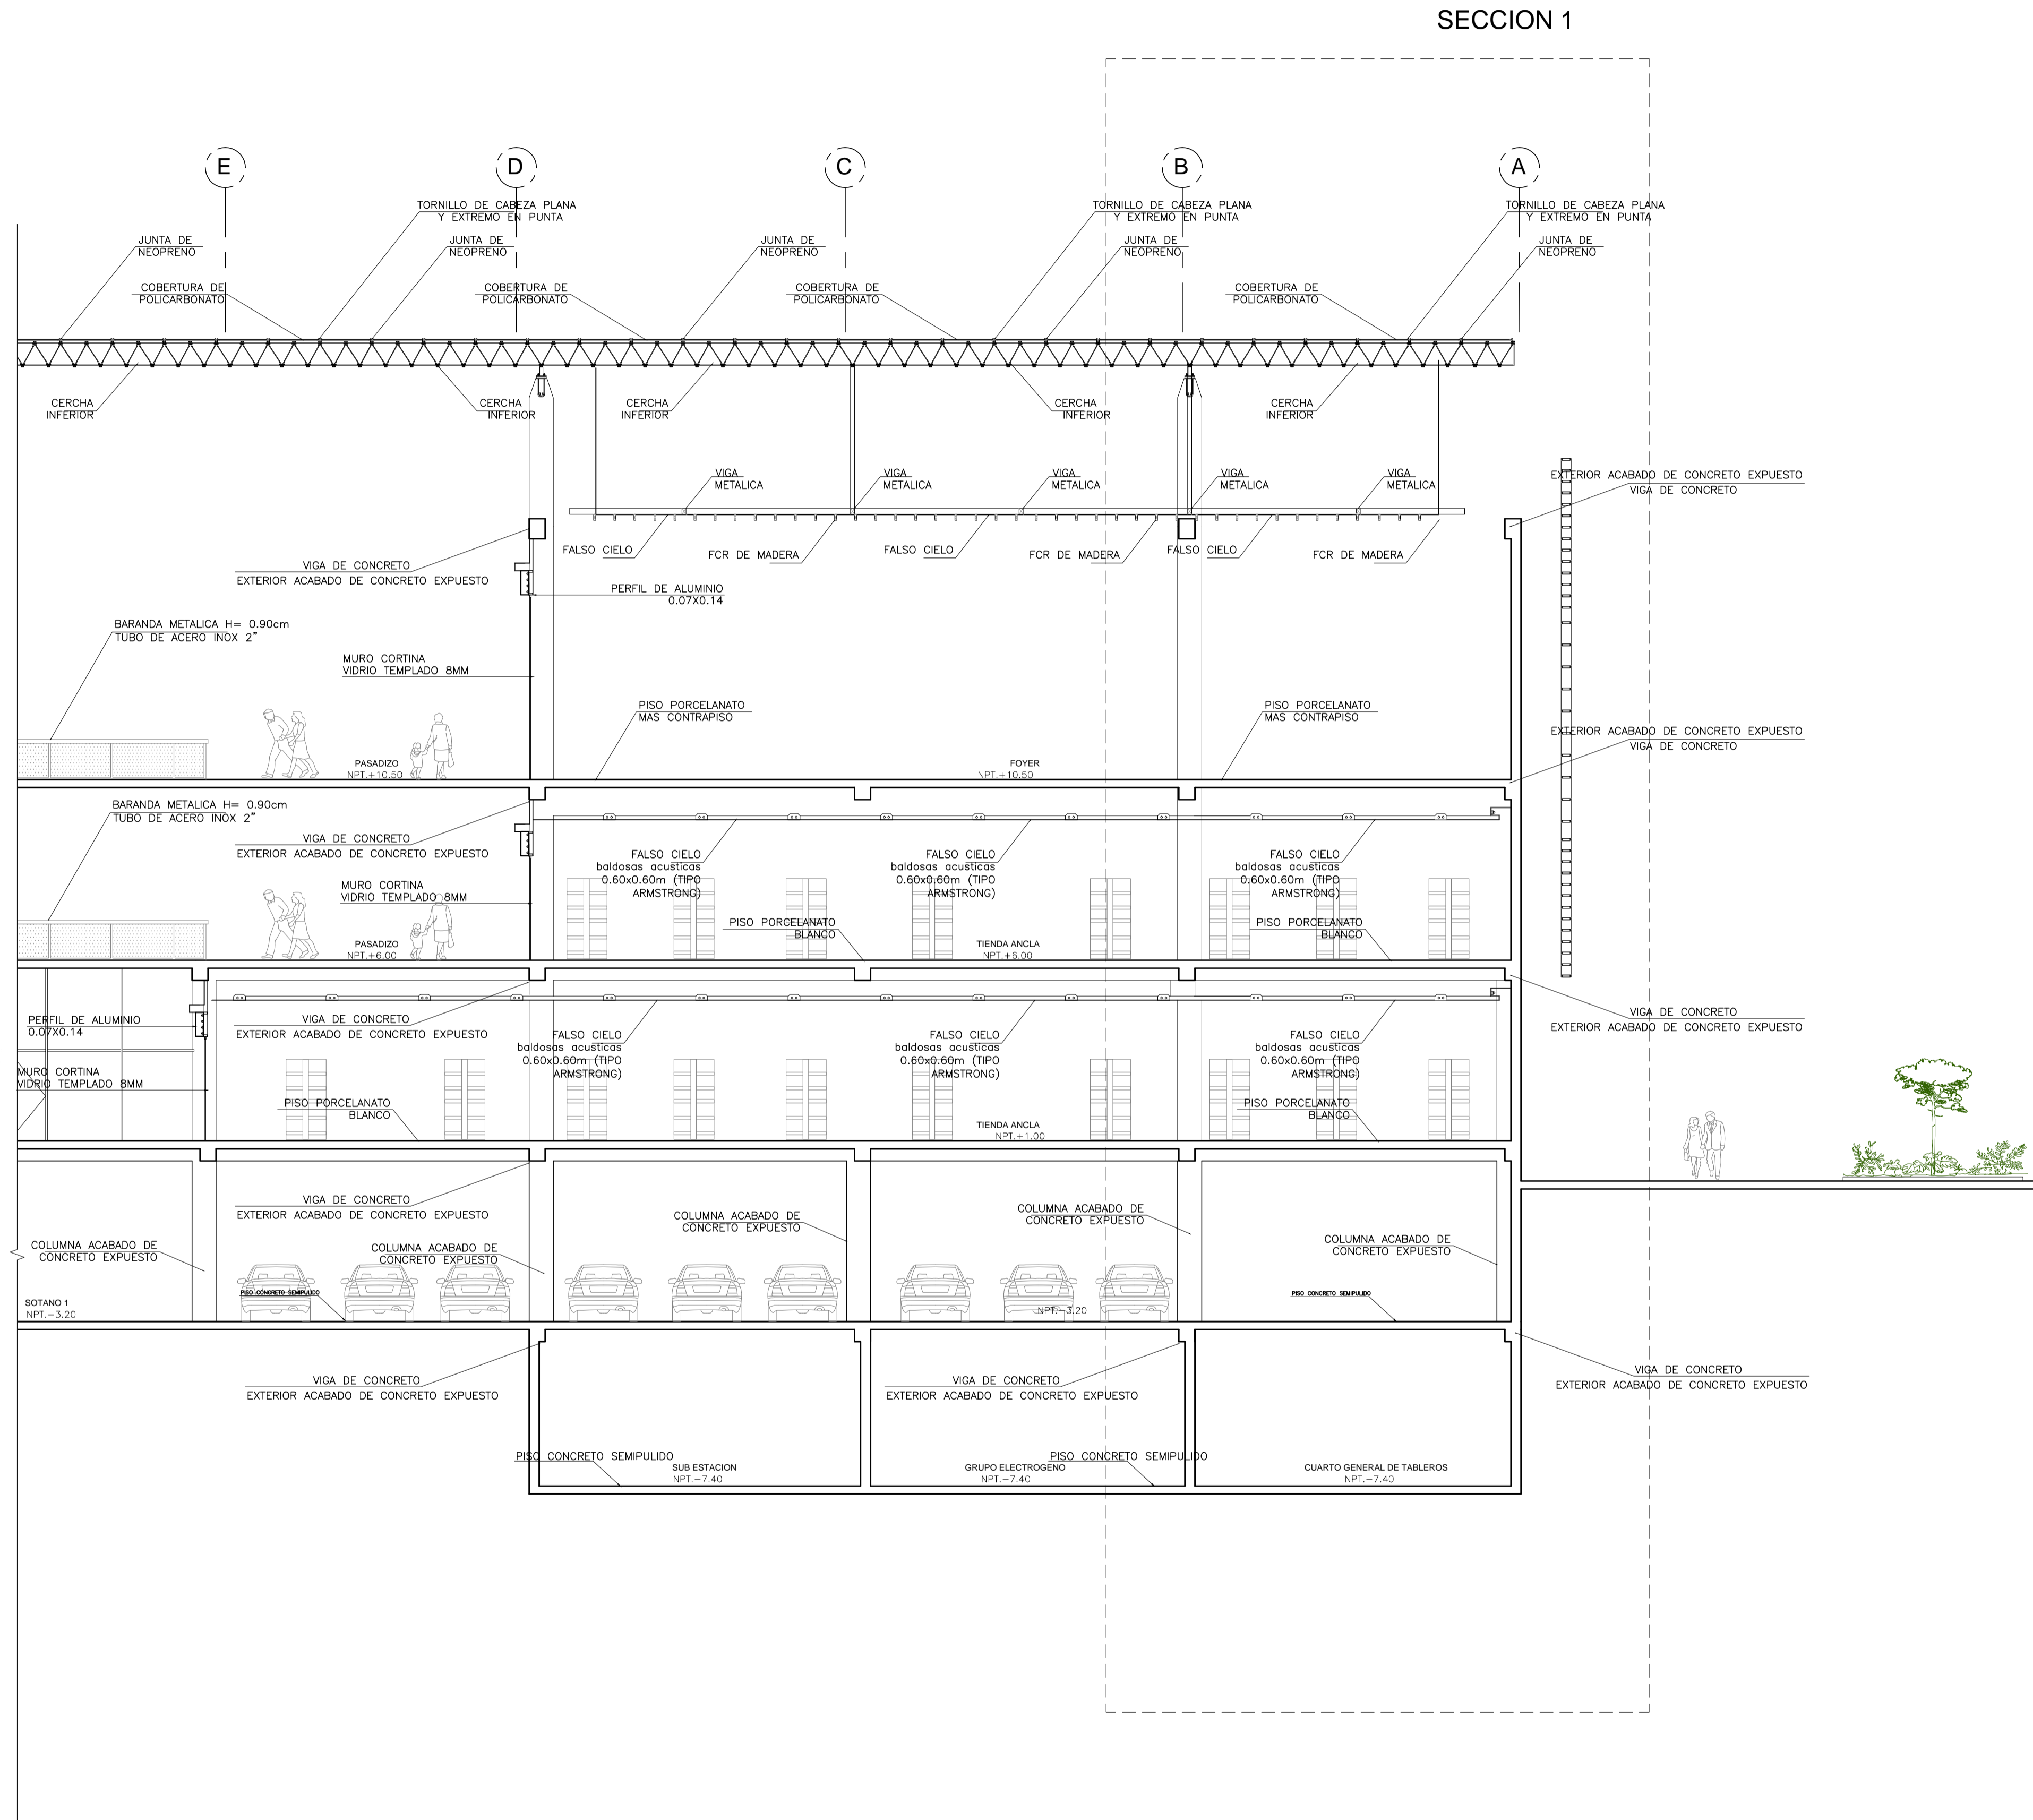 SECCION 1
E
D
C
B
A
TORNILLO DE CABEZA PLANA
Y EXTREMO EN PUNTA
TORNILLO DE CABEZA PLANA
Y EXTREMO EN PUNTA
TORNILLO DE CABEZA PLANA
Y EXTREMO EN PUNTA
JUNTA DE
NEOPRENO
JUNTA DE
NEOPRENO
JUNTA DE
NEOPRENO
JUNTA DE
NEOPRENO
JUNTA DE
NEOPRENO
COBERTURA DE
POLICARBONATO
COBERTURA DE
POLICARBONATO
COBERTURA DE
POLICARBONATO
COBERTURA DE
POLICARBONATO
CERCHA
INFERIOR
CERCHA
INFERIOR
CERCHA
INFERIOR
CERCHA
INFERIOR
CERCHA
INFERIOR
VIGA
METALICA
VIGA
METALICA
VIGA
METALICA
VIGA
METALICA
VIGA
METALICA
EXTERIOR ACABADO DE CONCRETO EXPUESTO
VIGA DE CONCRETO
FALSO CIELO
FCR DE MADERA
FALSO CIELO
FCR DE MADERA
FALSO CIELO
FCR DE MADERA
VIGA DE CONCRETO
EXTERIOR ACABADO DE CONCRETO EXPUESTO
PERFIL DE ALUMINIO
0.07X0.14
BARANDA METALICA H= 0.90cm
TUBO DE ACERO INOX 2"
MURO CORTINA
VIDRIO TEMPLADO 8MM
PISO PORCELANATO
MAS CONTRAPISO
PISO PORCELANATO
MAS CONTRAPISO
EXTERIOR ACABADO DE CONCRETO EXPUESTO
VIGA DE CONCRETO
PASADIZO
NPT.+10.50
FOYER
NPT.+10.50
BARANDA METALICA H= 0.90cm
TUBO DE ACERO INOX 2"
VIGA DE CONCRETO
EXTERIOR ACABADO DE CONCRETO EXPUESTO
FALSO CIELO
baldosas acusticas
0.60x0.60m (TIPO
ARMSTRONG)
FALSO CIELO
baldosas acusticas
0.60x0.60m (TIPO
ARMSTRONG)
FALSO CIELO
baldosas acusticas
0.60x0.60m (TIPO
ARMSTRONG)
MURO CORTINA
VIDRIO TEMPLADO 8MM
PISO PORCELANATO
BLANCO
PISO PORCELANATO
BLANCO
PASADIZO
NPT.+6.00
TIENDA ANCLA
NPT.+6.00
PERFIL DE ALUMINIO
0.07X0.14
VIGA DE CONCRETO
EXTERIOR ACABADO DE CONCRETO EXPUESTO
VIGA DE CONCRETO
EXTERIOR ACABADO DE CONCRETO EXPUESTO
FALSO CIELO
baldosas acusticas
0.60x0.60m (TIPO
ARMSTRONG)
FALSO CIELO
baldosas acusticas
0.60x0.60m (TIPO
ARMSTRONG)
FALSO CIELO
baldosas acusticas
0.60x0.60m (TIPO
ARMSTRONG)
MURO CORTINA
VIDRIO TEMPLADO 8MM
PISO PORCELANATO
BLANCO
PISO PORCELANATO
BLANCO
TIENDA ANCLA
NPT.+1.00
VIGA DE CONCRETO
EXTERIOR ACABADO DE CONCRETO EXPUESTO
COLUMNA ACABADO DE
CONCRETO EXPUESTO
COLUMNA ACABADO DE
CONCRETO EXPUESTO
COLUMNA ACABADO DE
CONCRETO EXPUESTO
COLUMNA ACABADO DE
CONCRETO EXPUESTO
COLUMNA ACABADO DE
CONCRETO EXPUESTO
PISO CONCRETO SEMIPULIDO
PISO CONCRETO SEMIPULIDO
SOTANO 1
NPT.-3.20
NPT.-3.20
VIGA DE CONCRETO
EXTERIOR ACABADO DE CONCRETO EXPUESTO
VIGA DE CONCRETO
EXTERIOR ACABADO DE CONCRETO EXPUESTO
VIGA DE CONCRETO
EXTERIOR ACABADO DE CONCRETO EXPUESTO
PISO CONCRETO SEMIPULIDO
PISO CONCRETO SEMIPULIDO
SUB ESTACION
NPT.-7.40
GRUPO ELECTROGENO
NPT.-7.40
CUARTO GENERAL DE TABLEROS
NPT.-7.40